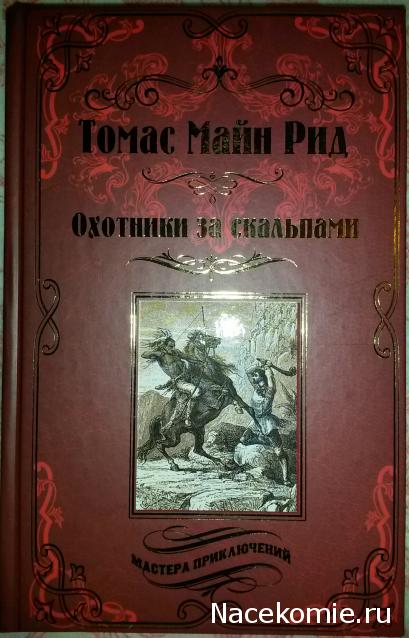 Томас Майн Рид
Охотники за скальпами
МАСТЕРА ПРИКЛЮЧЕНИЙ
Nacekomie.ru